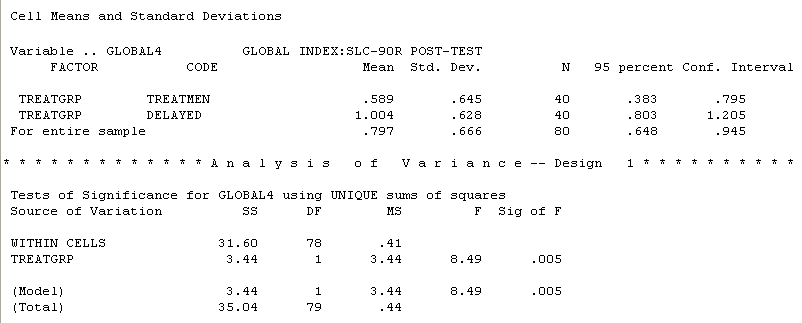 Cell Means and Standard Deviations
Variable .. GLOBAL4 GLOBAL INDEX:SLC-90R POST-TEST
FACTOR CODE Mean Std. Dev. N 95 percent Conf. Interval
TREATGRP TREATMEN .589 .645 40 .383 .795
TREATGRP DELAYED 1.004 .628 40 .803 1.205
For entire sample .797 .666 80 .648 .945
* * * * * * * * * * * * * A n a l y s i s o f V a r i a n c e -- Design 1 * * * * * * * * * *
Tests of Significance for GLOBAL4 using UNIQUE sums of squares
Source of Variation SS DF MS F Sig of F
WITHIN CELLS 31.60 78 .41
TREATGRP 3.44 1 3.44 8.49 .005
(Model) 3.44 1 3.44 8.49 .005
(Total) 35.04 79 .44